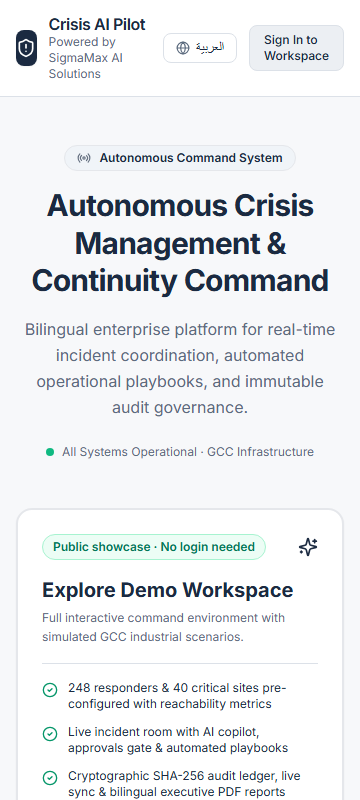 Crisis AI Pilot
Powered by
SigmaMax AI
Solutions
العربية
Sign In to
Workspace
Autonomous Command System
Autonomous Crisis
Management &
Continuity Command
Bilingual enterprise platform for real-time
incident coordination, automated
operational playbooks, and immutable
audit governance.
All Systems Operational · GCC Infrastructure
Public showcase · No login needed
Explore Demo Workspace
Full interactive command environment with
simulated GCC industrial scenarios.
248 responders & 40 critical sites pre-
configured with reachability metrics
Live incident room with AI copilot,
approvals gate & automated playbooks
Cryptographic SHA-256 audit ledger, live
sync & bilingual executive PDF reports